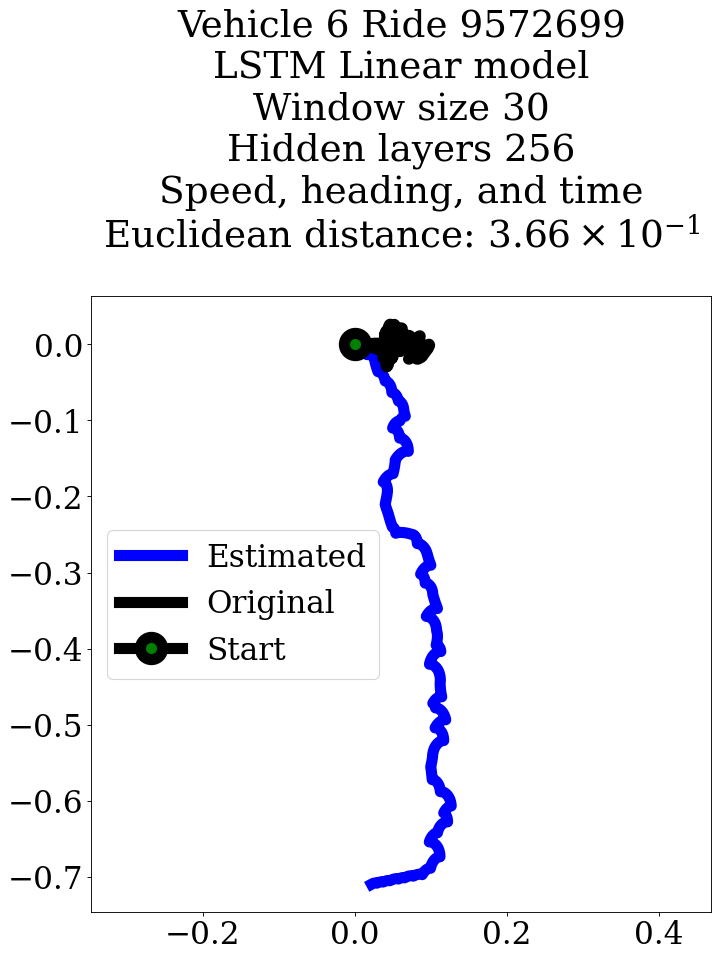 Vehicle 6 Ride 9572699
LSTM Linear model
Window size 30
Hidden layers 256
Speed, heading, and time
Euclidean distance: 3.66 × 10⁻¹
0.0
−0.1
−0.2
−0.3
−0.4
−0.5
−0.6
−0.7
Estimated
Original
Start
−0.2 0.0 0.2 0.4